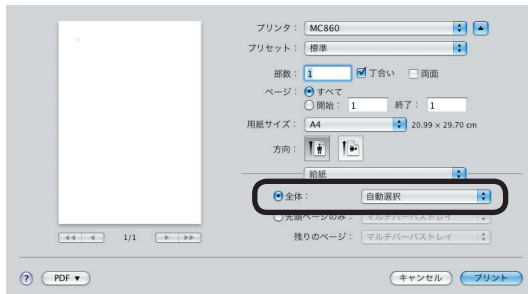 プリンタ： MC860
プリセット： 標準
部数： 1 丁合い 両面
ページ： すべて
開始： 1 終了： 1
用紙サイズ： A4 20.99 × 29.70 cm
方向：
給紙
全体： 自動選択
先頭ページのみ： マルチパーパストレイ
残りのページ： マルチパーパストレイ
1/1
? PDF ▼ キャンセル プリント